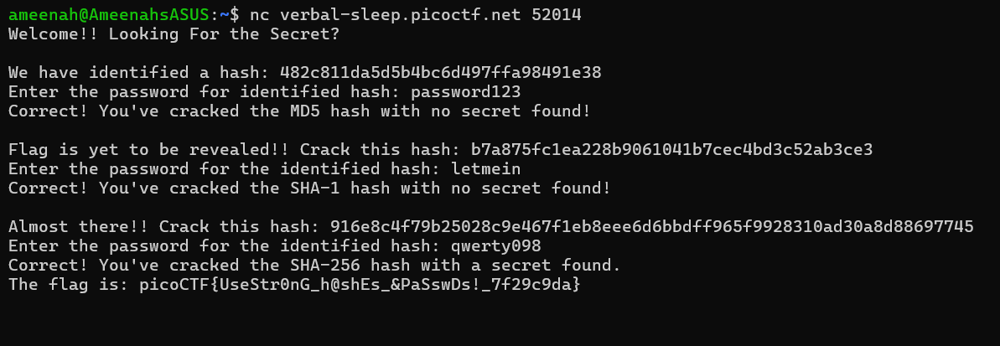 ameenah@AmeenahsASUS:~$ nc verbal-sleep.picoctf.net 52014
Welcome!! Looking For the Secret?
We have identified a hash: 482c811da5d5b4bc6d497ffa98491e38
Enter the password for identified hash: password123
Correct! You've cracked the MD5 hash with no secret found!
Flag is yet to be revealed!! Crack this hash: b7a875fc1ea228b9061041b7cec4bd3c52ab3ce3
Enter the password for the identified hash: letmein
Correct! You've cracked the SHA-1 hash with no secret found!
Almost there!! Crack this hash: 916e8c4f79b25028c9e467f1eb8eee6d6bbdff965f9928310ad30a8d88697745
Enter the password for the identified hash: qwerty098
Correct! You've cracked the SHA-256 hash with a secret found.
The flag is: picoCTF{UseStr0nG_h@shEs_&PaSswDs!_7f29c9da}